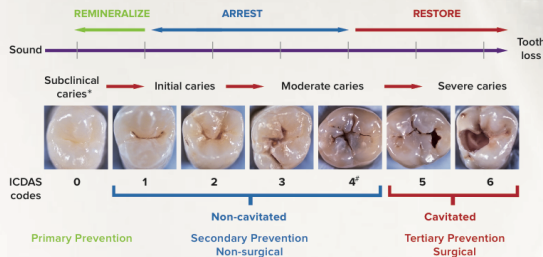 REMINERALIZE ARREST RESTORE
Sound Tooth
loss
Subclinical
caries* Initial caries Moderate caries Severe caries
ICDAS
codes 0 1 2 3 4# 5 6
Non-cavitated Cavitated
Primary Prevention Secondary Prevention Tertiary Prevention
Non-surgical Surgical